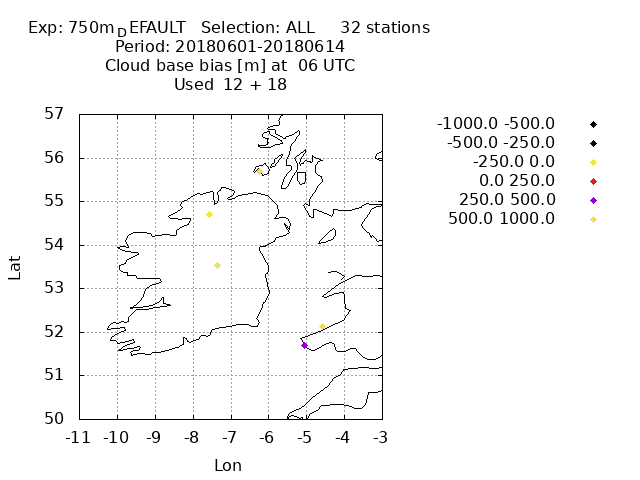 Exp: 750mDEFAULT Selection: ALL 32 stations
Period: 20180601-20180614
Cloud base bias [m] at 06 UTC
Used 12 + 18
57
56
55
54
53
52
51
50
Lat
-11 -10 -9 -8 -7 -6 -5 -4 -3
Lon
-1000.0 -500.0
-500.0 -250.0
-250.0 0.0
0.0 250.0
250.0 500.0
500.0 1000.0